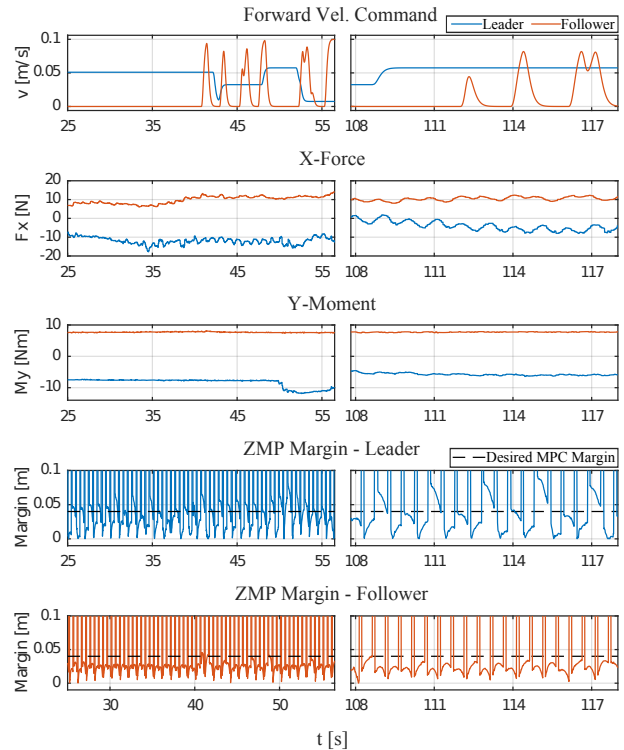 Forward Vel. Command
Leader Follower
v [m/s]
0.1
0.05
0
25 35 45 55 108 111 114 117
X-Force
Fx [N]
20
10
0
-10
-20
25 35 45 55 108 111 114 117
Y-Moment
My [Nm]
10
0
-10
25 35 45 55 108 111 114 117
ZMP Margin - Leader
Desired MPC Margin
Margin [m]
0.1
0.05
0
25 35 45 55 108 111 114 117
ZMP Margin - Follower
Margin [m]
0.1
0.05
0
30 40 50 108 111 114 117
t [s]